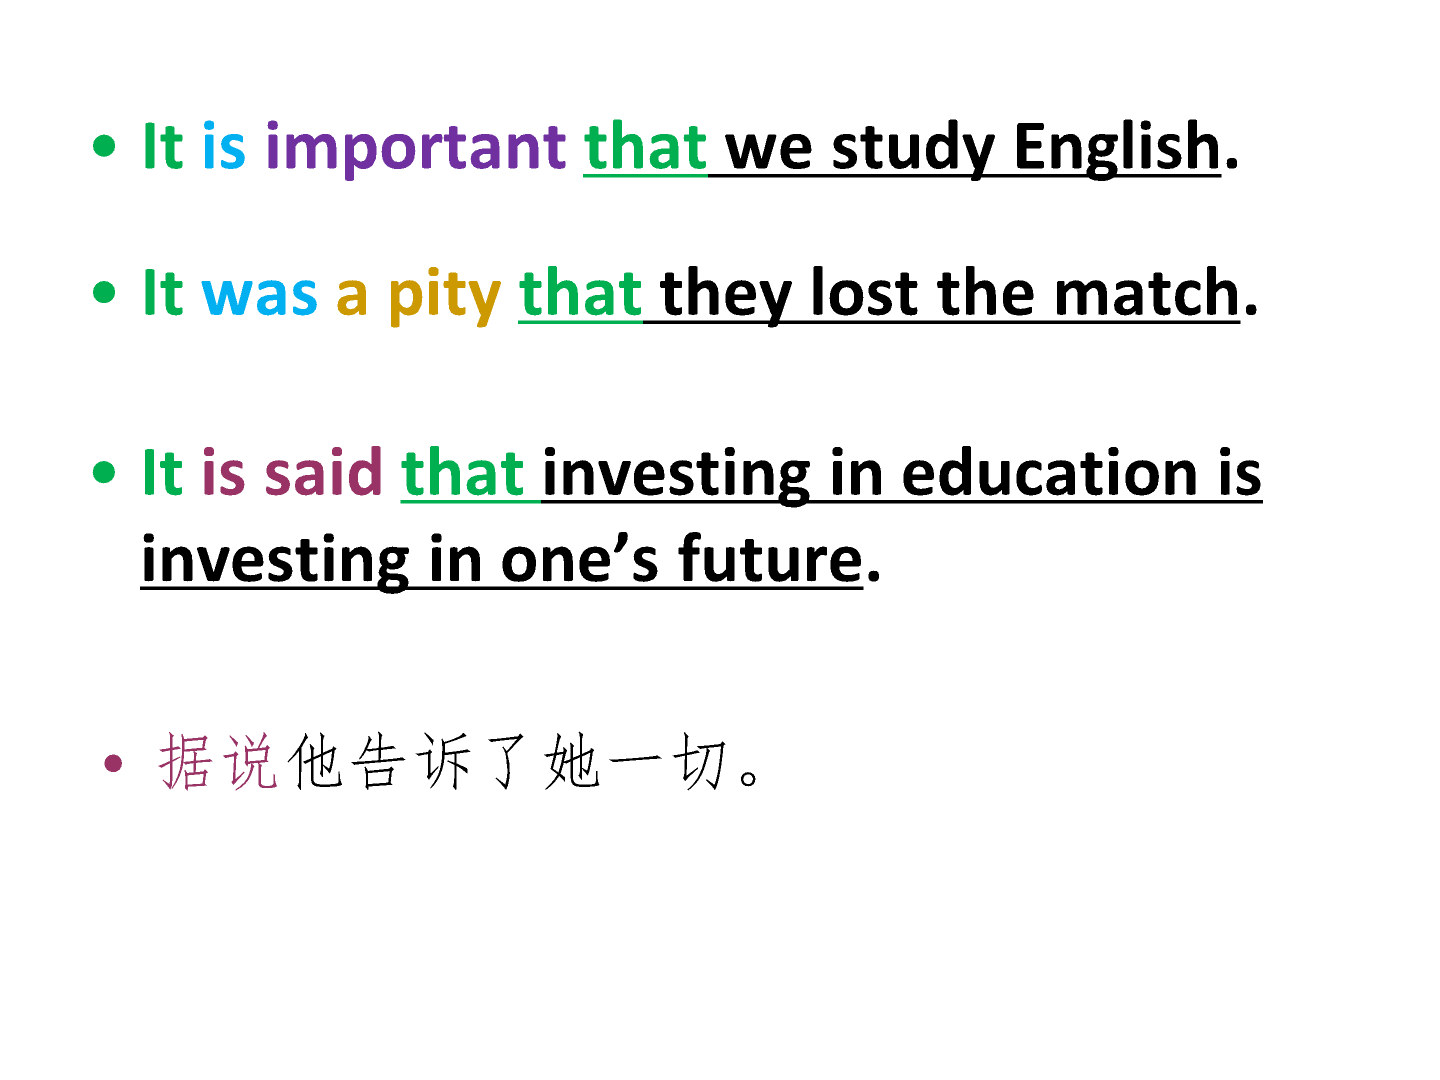 • It is important that we study English.
• It was a pity that they lost the match.
• It is said that investing in education is
investing in one’s future.
• 据说他告诉了她一切。